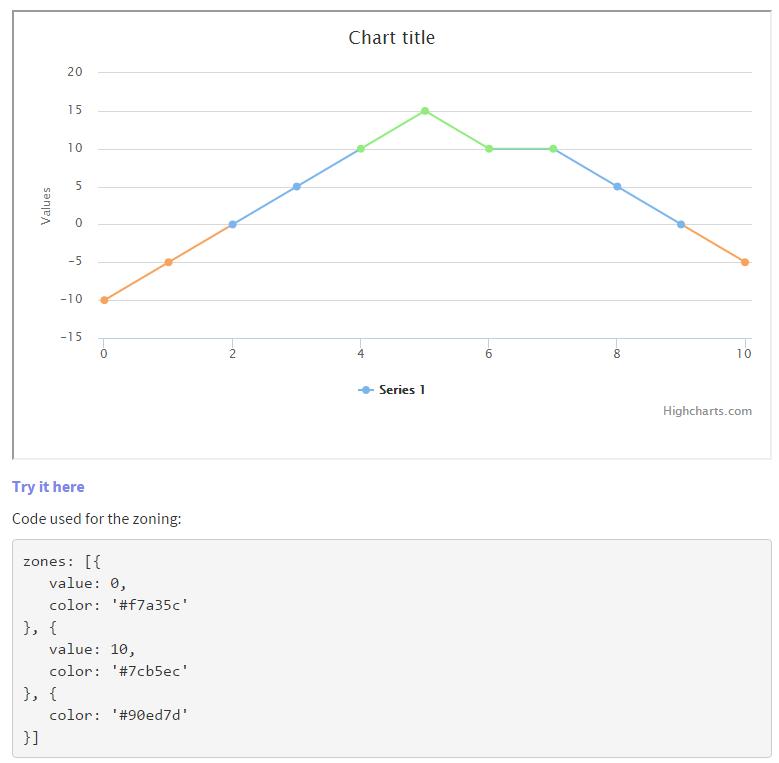 Chart title
20
15
10
5
0
−5
−10
−15
Values
0 2 4 6 8 10
Series 1
Highcharts.com
Try it here
Code used for the zoning:
zones: [{
   value: 0,
   color: '#f7a35c'
}, {
   value: 10,
   color: '#7cb5ec'
}, {
   color: '#90ed7d'
}]